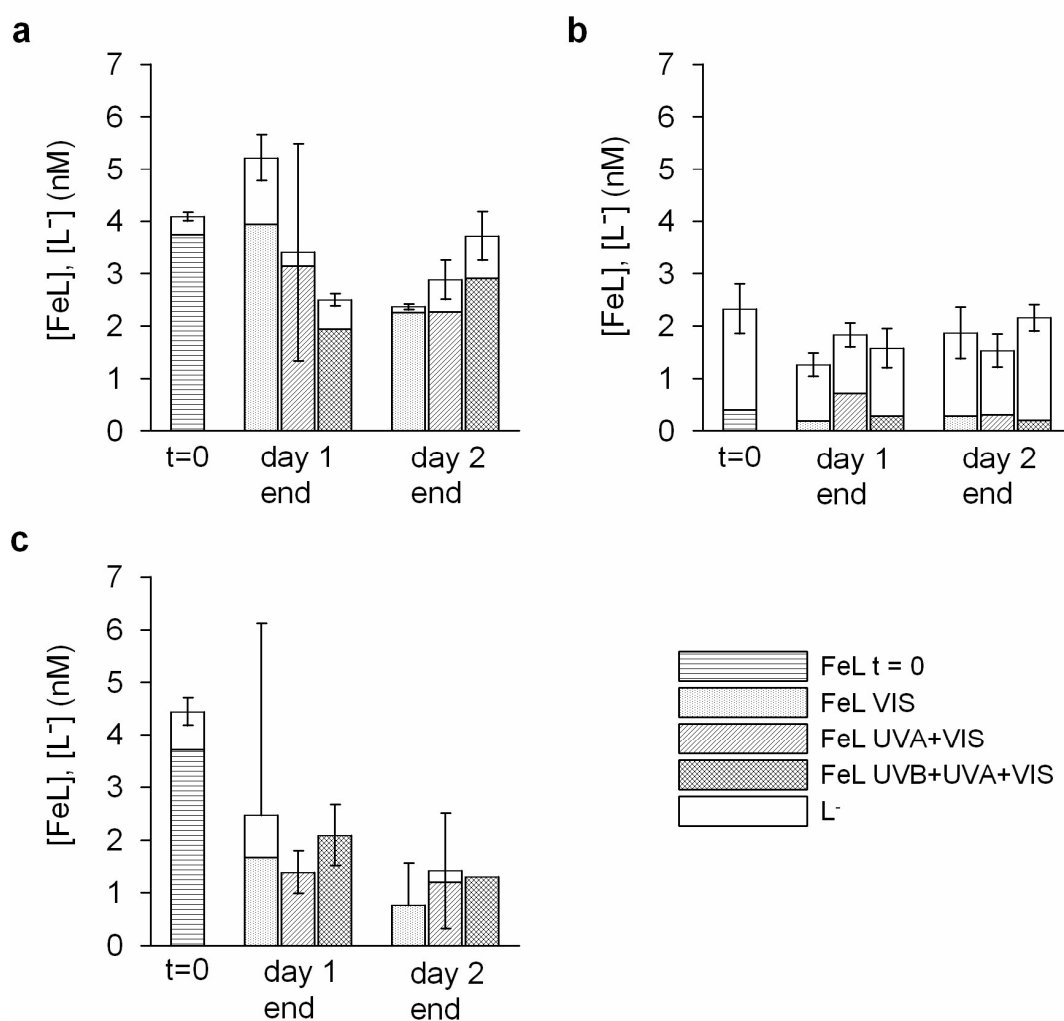 a
[FeL], [L⁻] (nM)
7
6
5
4
3
2
1
0
t=0
day 1
end
day 2
end
b
[FeL], [L⁻] (nM)
7
6
5
4
3
2
1
0
t=0
day 1
end
day 2
end
c
[FeL], [L⁻] (nM)
7
6
5
4
3
2
1
0
t=0
day 1
end
day 2
end
FeL t = 0
FeL VIS
FeL UVA+VIS
FeL UVB+UVA+VIS
L⁻